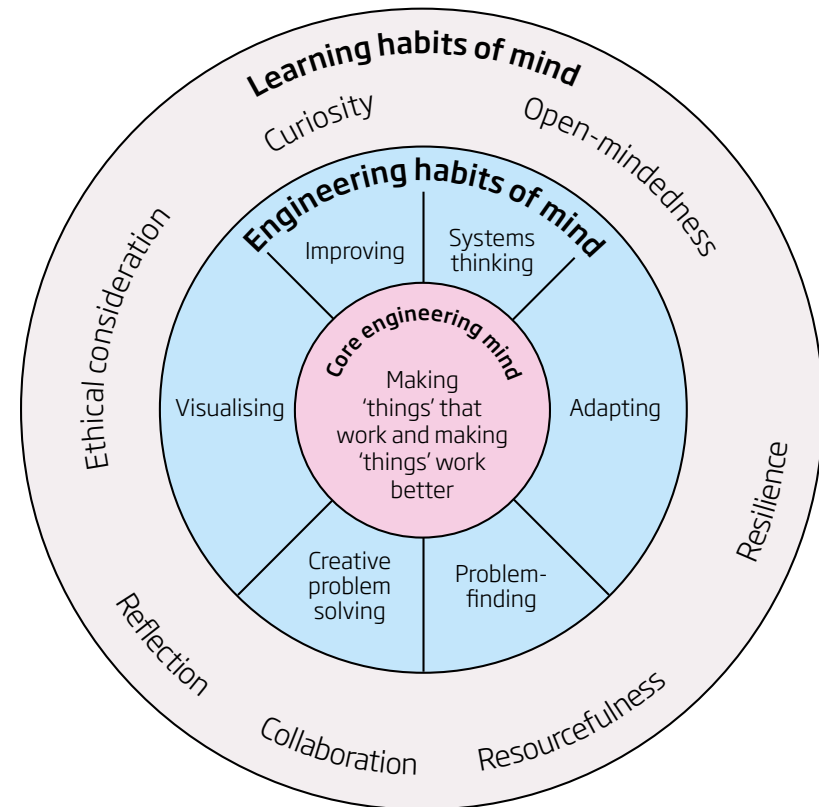 Learning habits of mind
Curiosity
Open-mindedness
Resilience
Resourcefulness
Collaboration
Reflection
Ethical consideration
Engineering habits of mind
Improving
Systems
thinking
Adapting
Problem-
finding
Creative
problem
solving
Visualising
Core engineering mind
Making
‘things’ that
work and making
‘things’ work
better